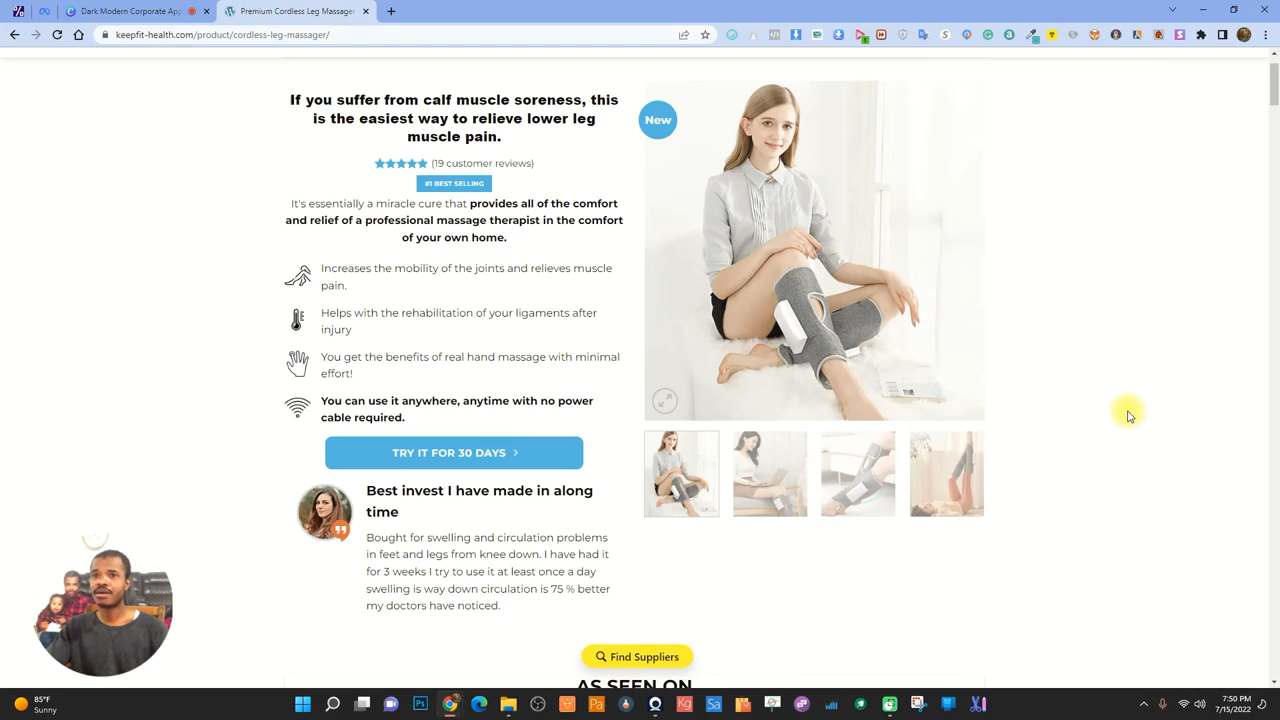 Dark Modern Corporate App
Premium Cordless Leg Massager
keepfit-health.com/product/cordless-leg-massager/
If you suffer from calf muscle soreness, this
is the easiest way to relieve lower leg
muscle pain.
(19 customer reviews)
#1 BEST SELLING
It's essentially a miracle cure that provides all of the comfort
and relief of a professional massage therapist in the comfort
of your own home.
Increases the mobility of the joints and relieves muscle
pain.
Helps with the rehabilitation of your ligaments after
injury
You get the benefits of real hand massage with minimal
effort!
You can use it anywhere, anytime with no power
cable required.
TRY IT FOR 30 DAYS
Best invest I have made in along
time
Bought for swelling and circulation problems
in feet and legs from knee down. I have had it
for 3 weeks I try to use it at least once a day
swelling is way down circulation is 75 % better
my doctors have noticed.
New
Find Suppliers
AS SEEN ON
85°F
Sunny
Ps
Pa
Kg
Sa
7:50 PM
7/15/2022